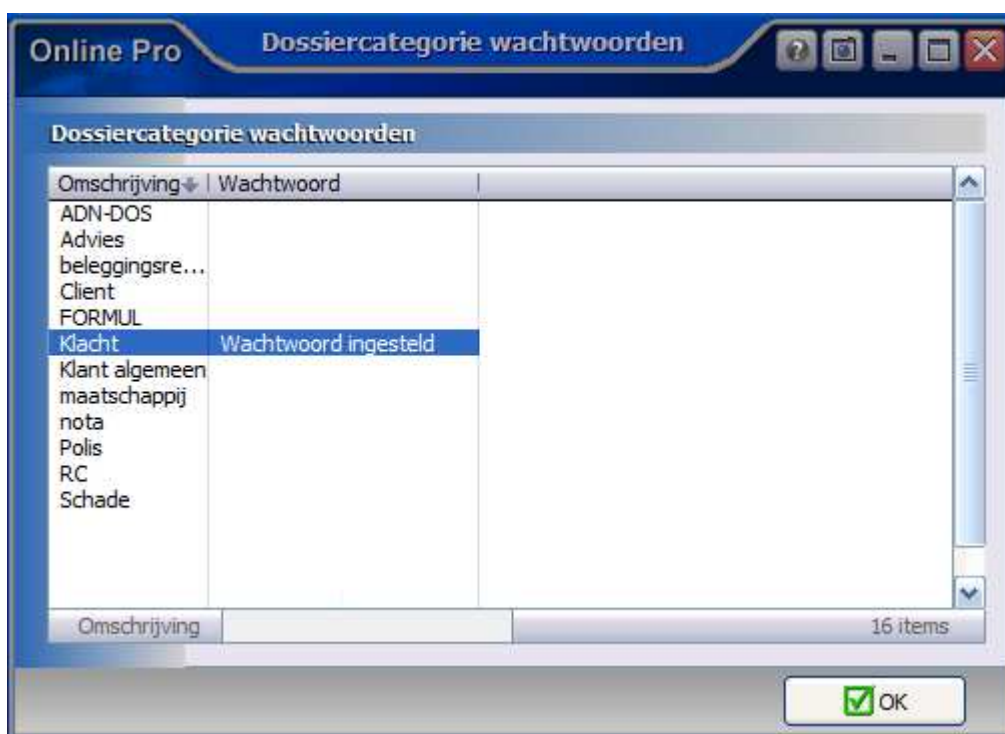 Online Pro
Dossiercategorie wachtwoorden
Dossiercategorie wachtwoorden
Omschrijving Wachtwoord
ADN-DOS
Advies
beleggingsre...
Client
FORMUL
Klacht Wachtwoord ingesteld
Klant algemeen
maatschappij
nota
Polis
RC
Schade
Omschrijving 16 items
OK